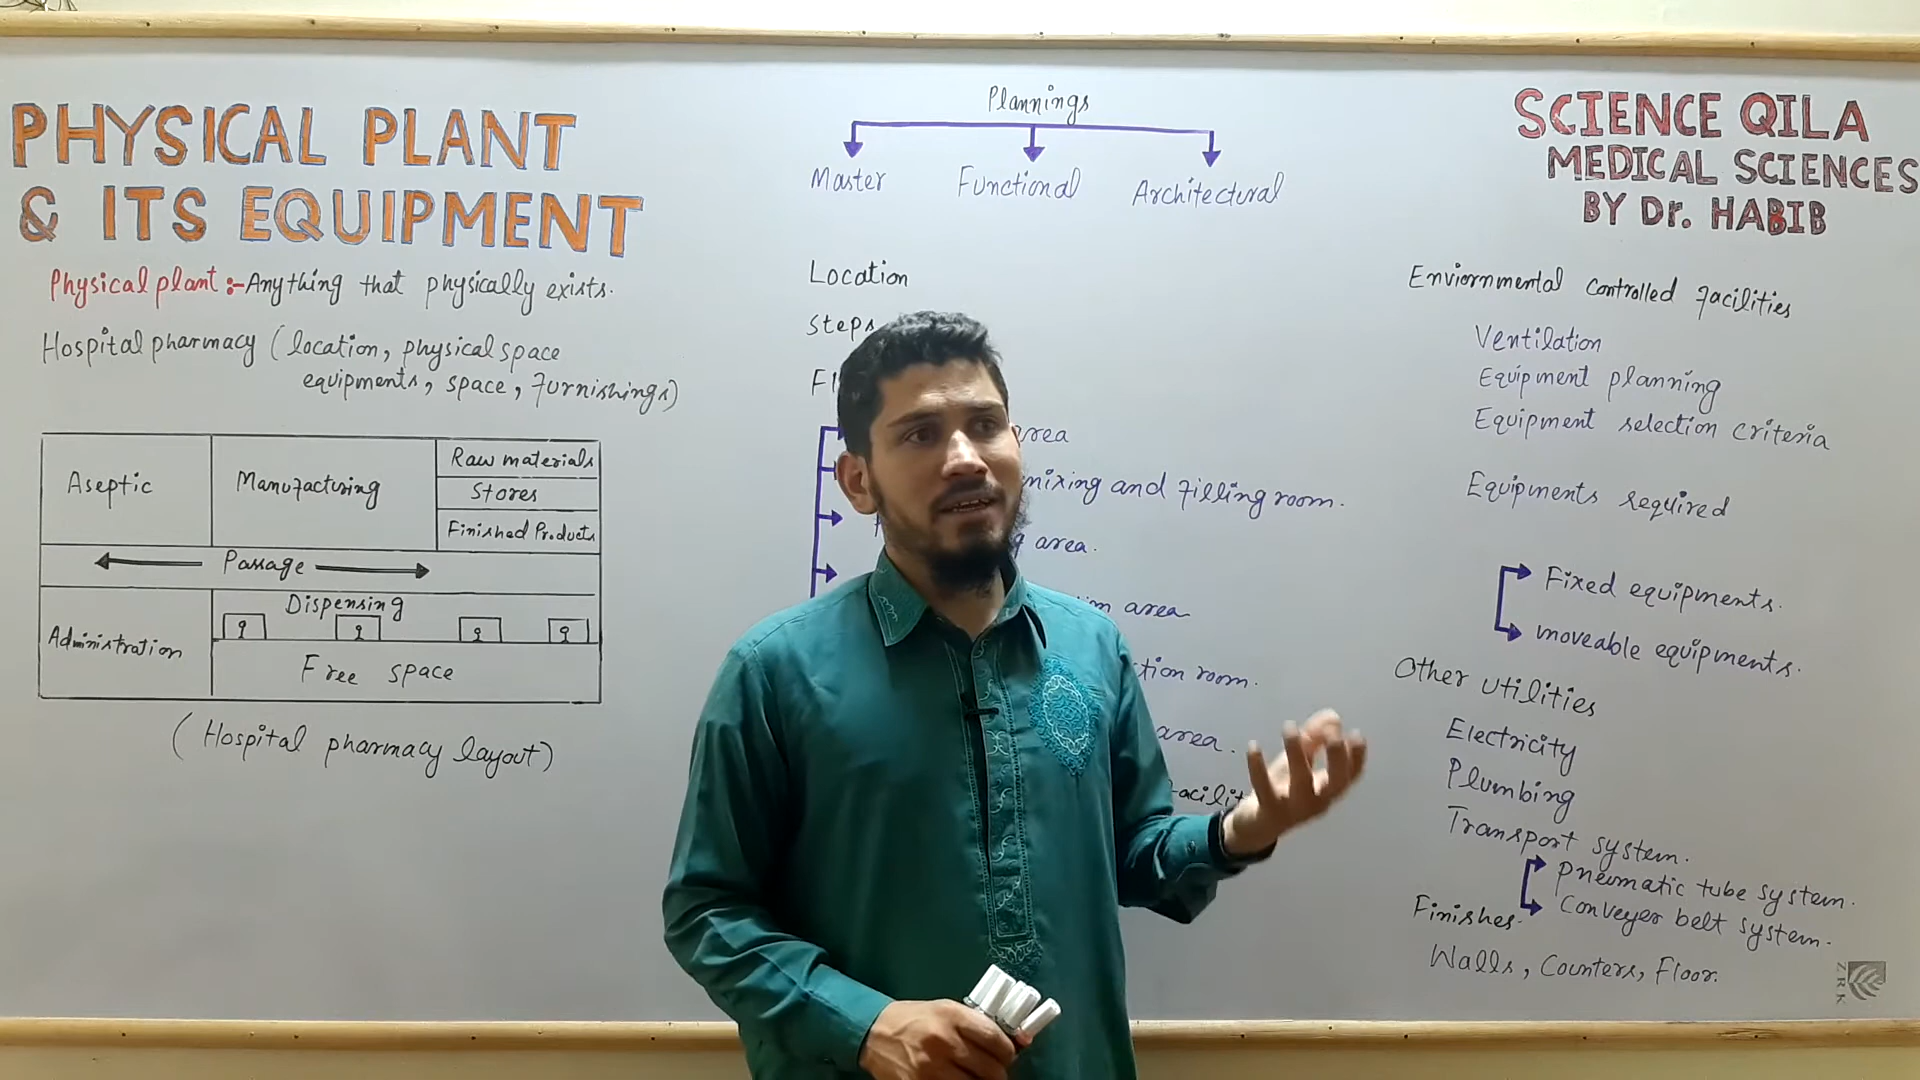 PHYSICAL PLANT
& ITS EQUIPMENT
Physical plant :- Anything that physically exists.
Hospital pharmacy (location, physical space
equipments, space, furnishings)
Aseptic
Manufacturing
Raw materials
Stores
Finished Products
Passage
Administration
Dispensing
Free space
(Hospital pharmacy layout)
Plannings
Master
Functional
Architectural
Location
Steps
area
mixing and filling room.
area.
area
room.
area.
SCIENCE QILA
MEDICAL SCIENCES
BY Dr. HABIB
Enviornmental controlled facilities
Ventilation
Equipment planning
Equipment selection criteria
Equipments required
Fixed equipments.
moveable equipments.
Other utilities
Electricity
Plumbing
Transport system.
Pneumatic tube system.
Conveyer belt system.
Finishes.
Walls, Counters, Floor.
ZRK